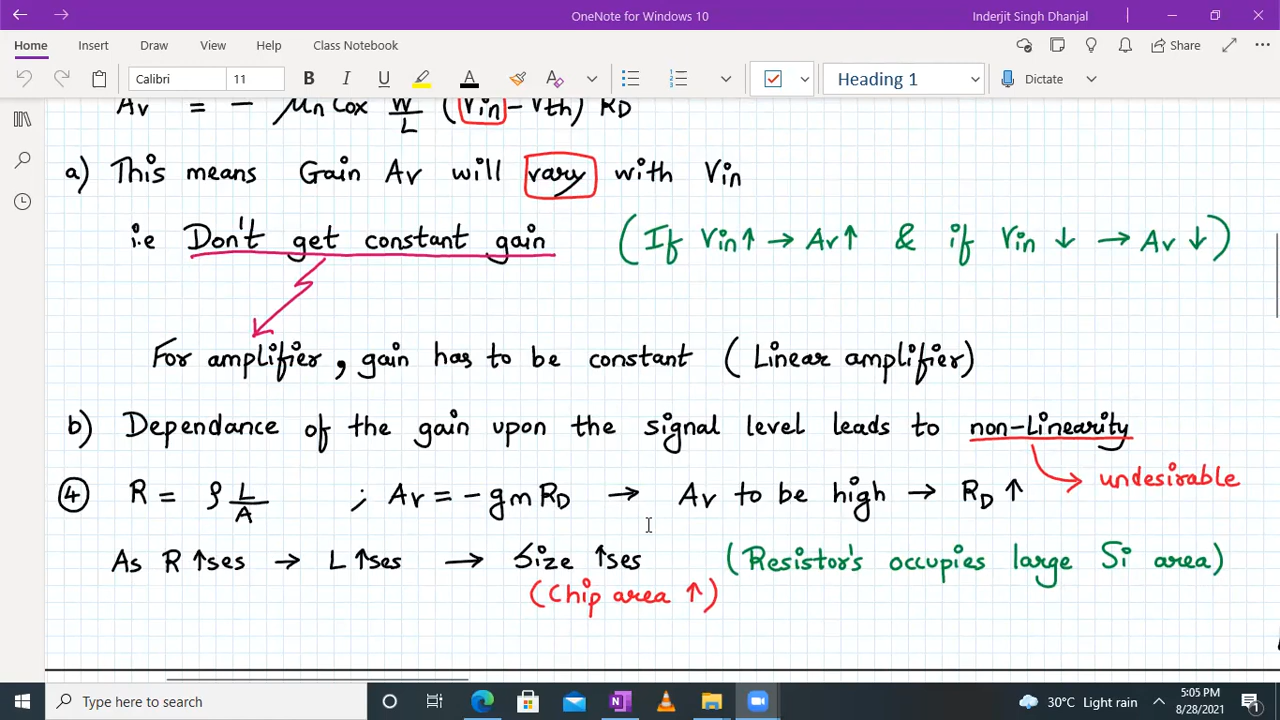 OneNote for Windows 10
Inderjit Singh Dhanjal
Home Insert Draw View Help Class Notebook
Share
Calibri 11 B I U A
Heading 1
Dictate
Av = - μn Cox W/L (Vin - Vth) RD
a) This means Gain Av will vary with Vin
i.e Don't get constant gain (If Vin ↑ → Av ↑ & if Vin ↓ → Av ↓)
For amplifier, gain has to be constant (Linear amplifier)
b) Dependance of the gain upon the signal level leads to non-Linearity
undesirable
④ R = ρ L/A ; Av = - gm RD → Av to be high → RD ↑
As R ↑ses → L ↑ses → Size ↑ses (Resistor's occupies large Si area)
(Chip area ↑)
Type here to search
30°C Light rain
5:05 PM
8/28/2021
1